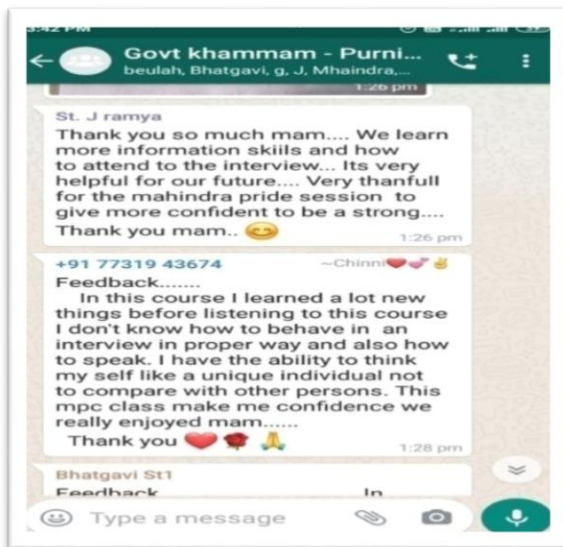 3:42 PM
Govt khammam - Purni...
beulah, Bhatgavi, g, J, Mhaindra,...
1:26 pm
St. J ramya
Thank you so much mam.... We learn
more information skiils and how
to attend to the interview... Its very
helpful for our future.... Very thanfull
for the mahindra pride session to
give more confident to be a strong....
Thank you mam.. 😊
1:26 pm
+91 77319 43674 ~Chinni❤️💕✌️
Feedback.......
In this course I learned a lot new
things before listening to this course
I don't know how to behave in an
interview in proper way and also how
to speak. I have the ability to think
my self like a unique individual not
to compare with other persons. This
mpc class make me confidence we
really enjoyed mam......
Thank you ❤️🌹🙏
1:28 pm
Bhatgavi St1
Feedback In
Type a message